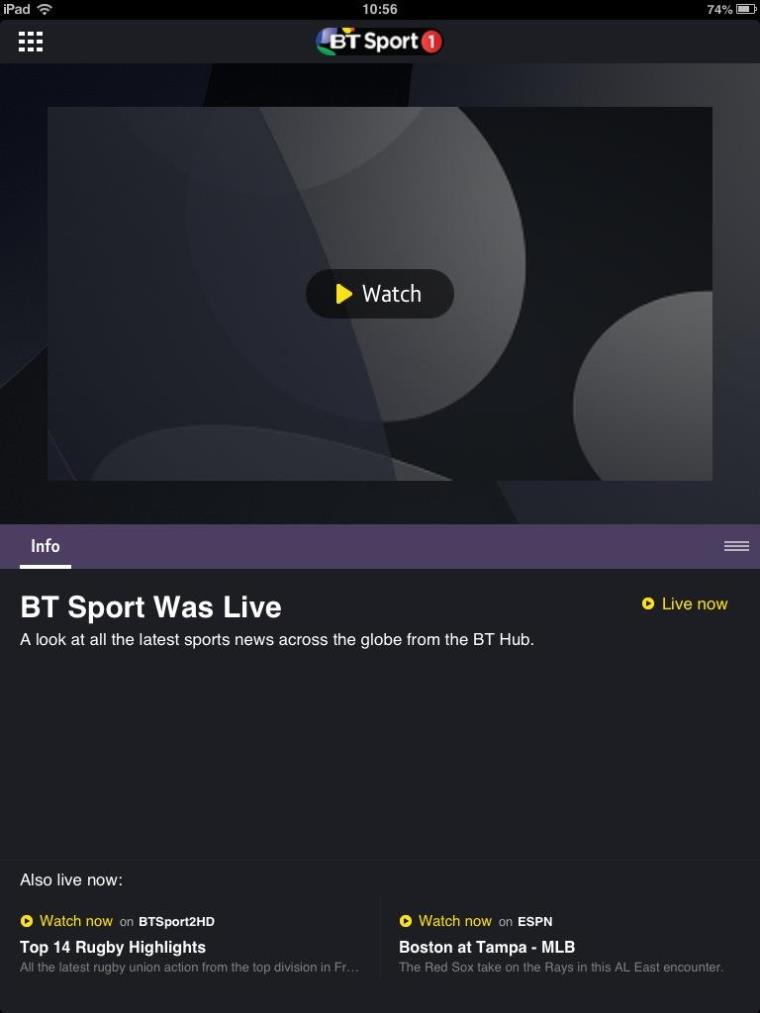 iPad 10:56 74%
BT Sport 1
Watch
Info
BT Sport Was Live
Live now
A look at all the latest sports news across the globe from the BT Hub.
Also live now:
Watch now on BTSport2HD
Top 14 Rugby Highlights
All the latest rugby union action from the top division in Fr...
Watch now on ESPN
Boston at Tampa - MLB
The Red Sox take on the Rays in this AL East encounter.